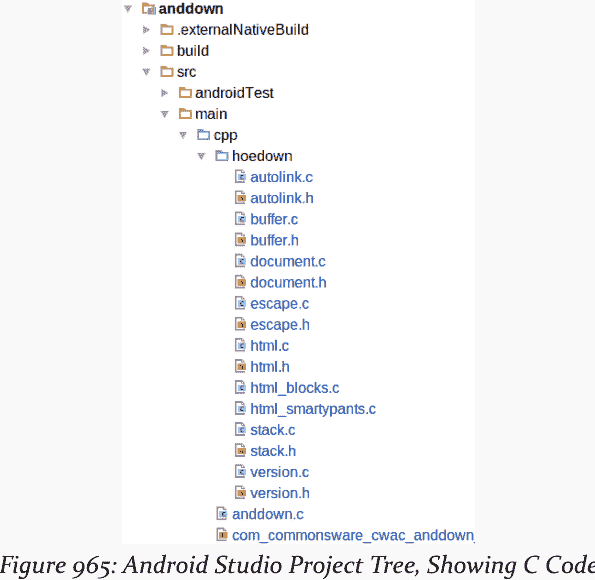 anddown
.externalNativeBuild
build
src
androidTest
main
cpp
hoedown
autolink.c
autolink.h
buffer.c
buffer.h
document.c
document.h
escape.c
escape.h
html.c
html.h
html_blocks.c
html_smartypants.c
stack.c
stack.h
version.c
version.h
anddown.c
com_commonsware_cwac_anddown_
Figure 965: Android Studio Project Tree, Showing C Code